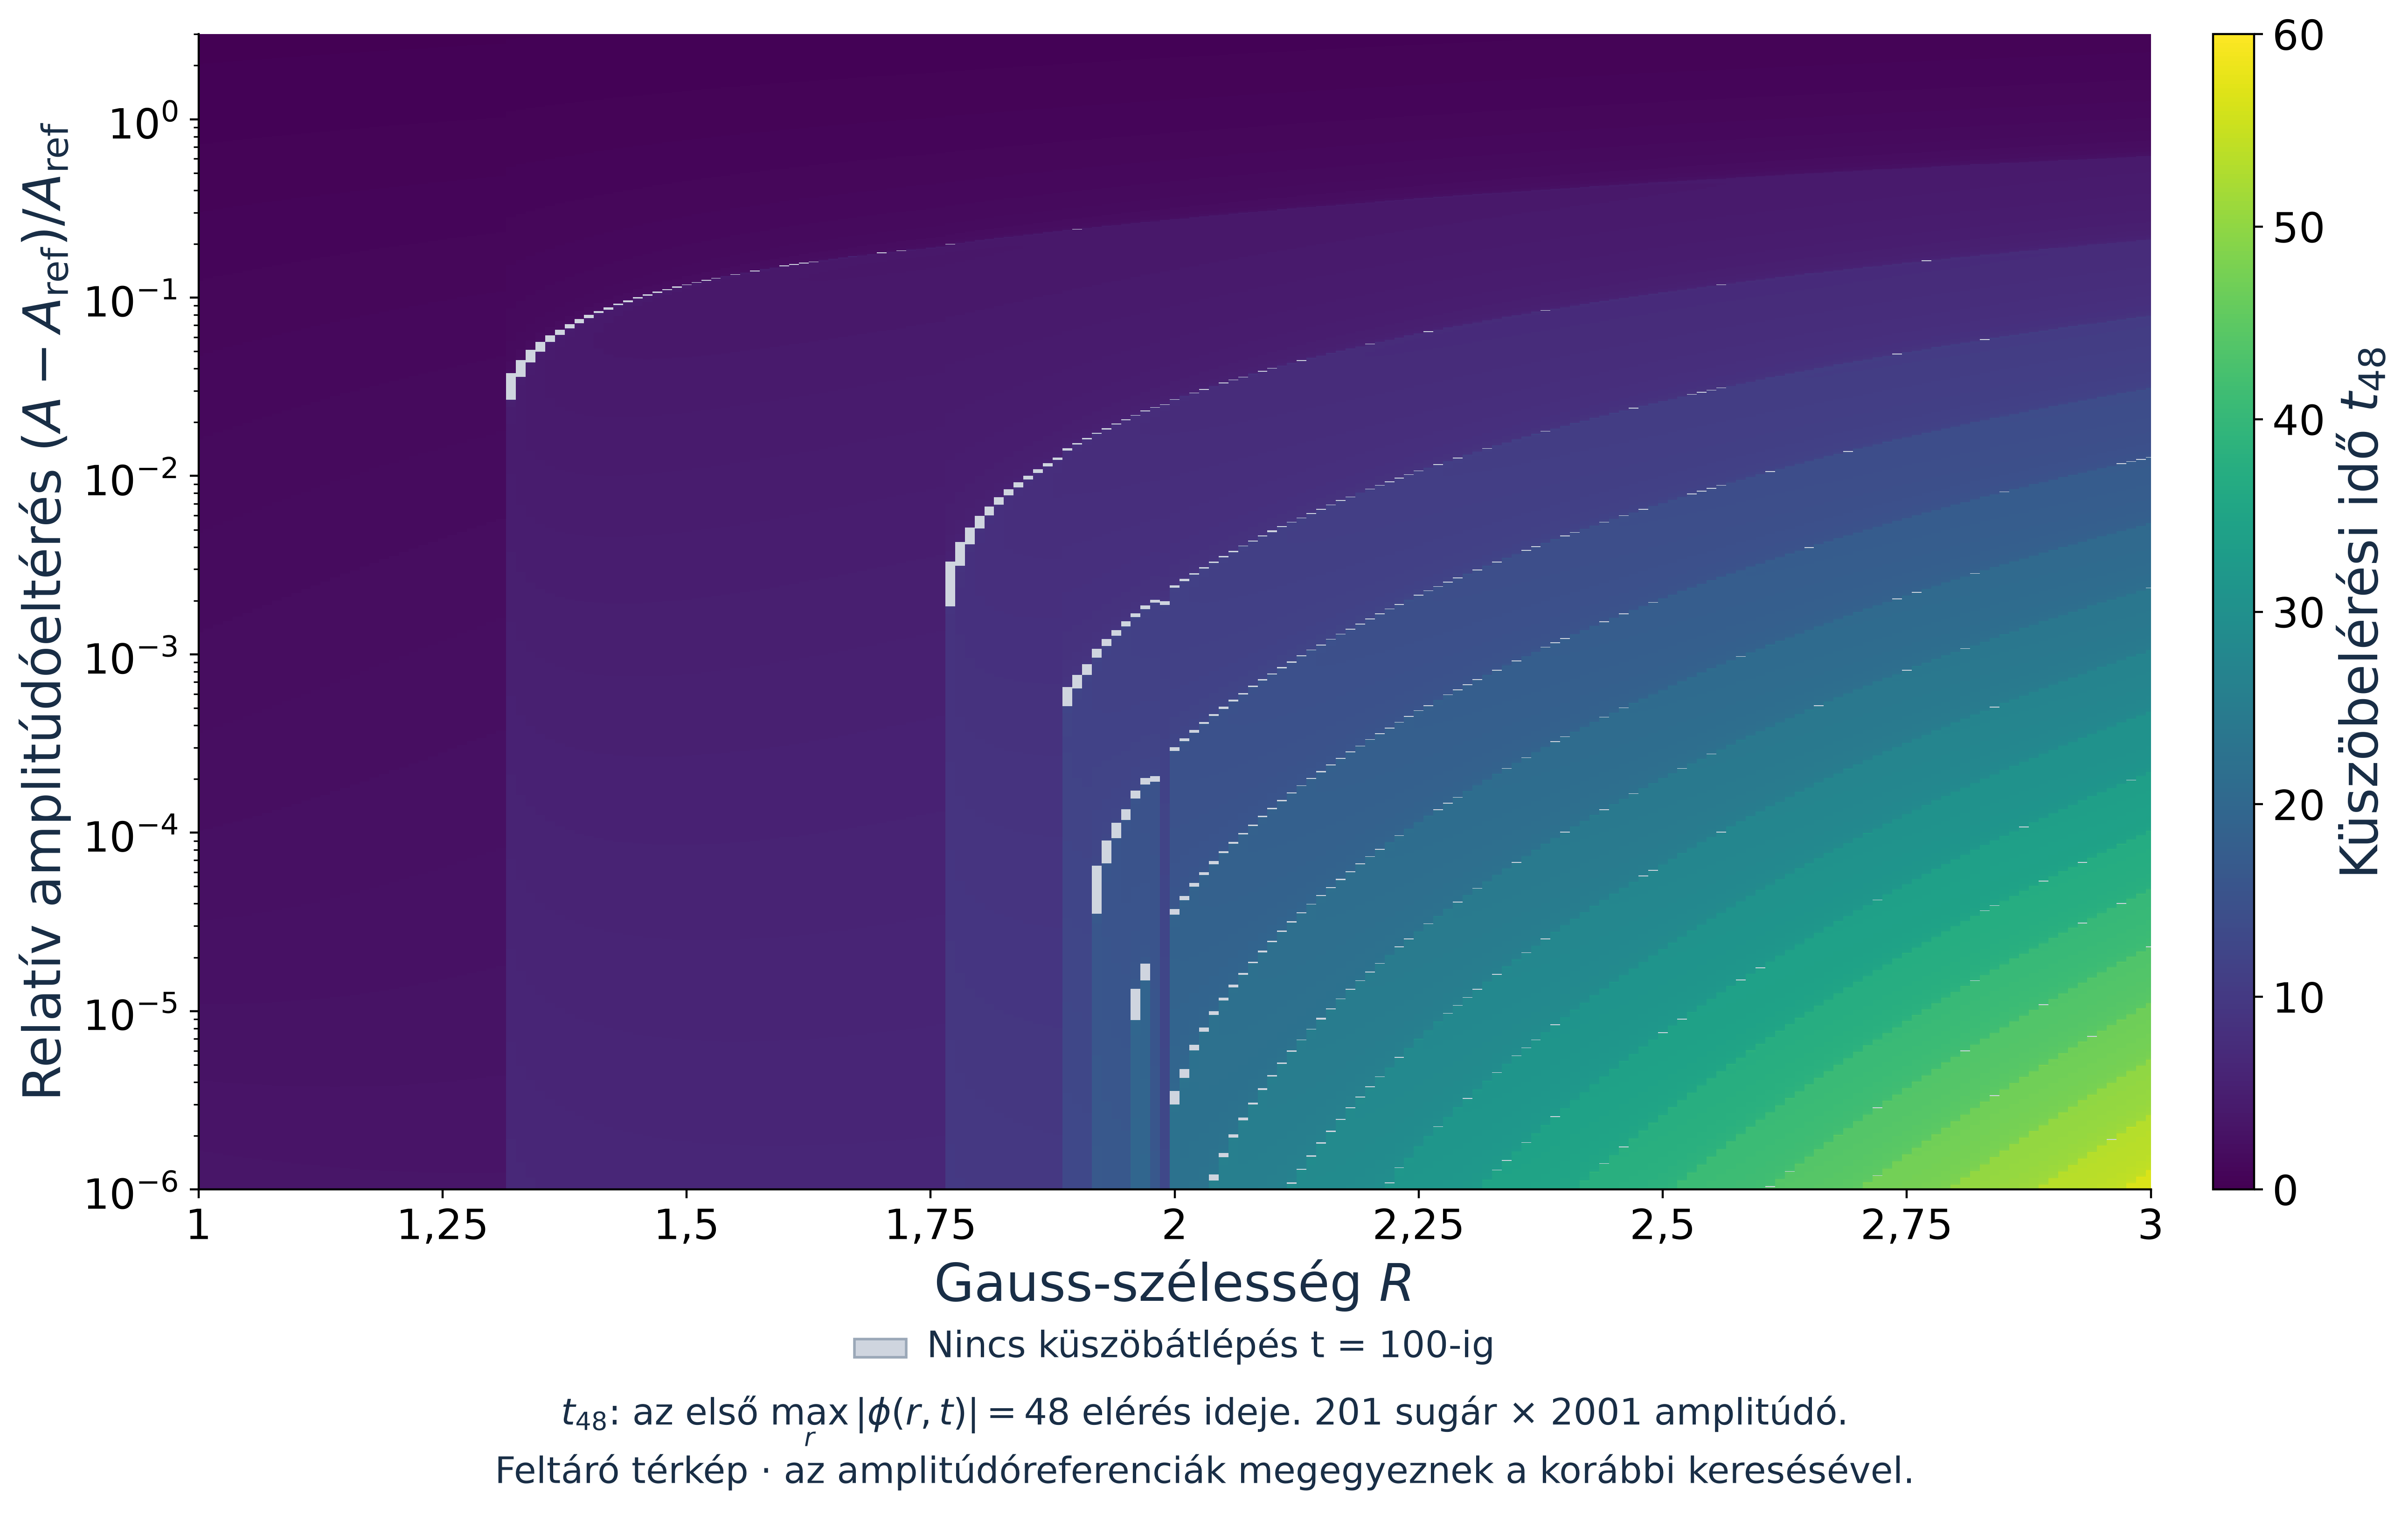 Relatív amplitúdóeltérés (A − A_ref)/A_ref
10⁰
10⁻¹
10⁻²
10⁻³
10⁻⁴
10⁻⁵
10⁻⁶
1 1,25 1,5 1,75 2 2,25 2,5 2,75 3
Gauss-szélesség R
60
50
40
30
20
10
0
Küszöbelérési idő t₄₈
Nincs küszöbátlépés t = 100-ig
t₄₈: az első max_r |ϕ(r, t)| = 48 elérés ideje. 201 sugár × 2001 amplitúdó.
Feltáró térkép · az amplitúdóreferenciák megegyeznek a korábbi keresésével.